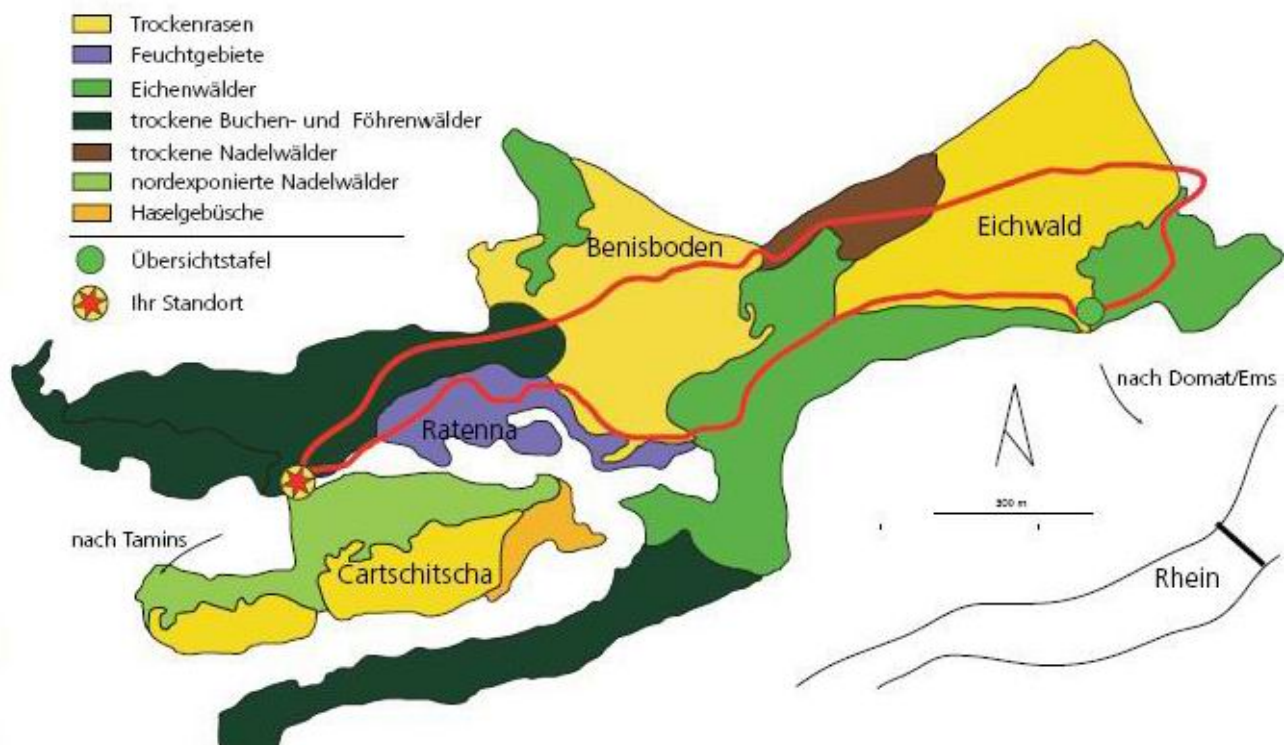 Trockenrasen
Feuchtgebiete
Eichenwälder
trockene Buchen- und Föhrenwälder
trockene Nadelwälder
nordexponierte Nadelwälder
Haselgebüsche
Übersichtstafel
Ihr Standort
Benisboden
Eichwald
nach Domat/Ems
Ratenna
nach Tamins
Cartschitscha
Rhein